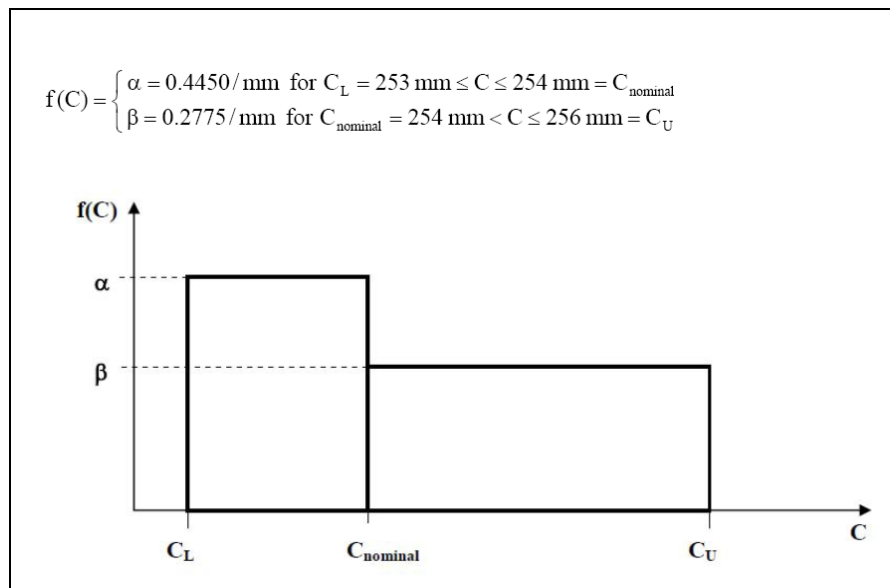 f(C) = { α = 0.4450/mm for C_L = 253 mm ≤ C ≤ 254 mm = C_nominal
β = 0.2775/mm for C_nominal = 254 mm < C ≤ 256 mm = C_U
f(C)
α
β
C
C_L C_nominal C_U